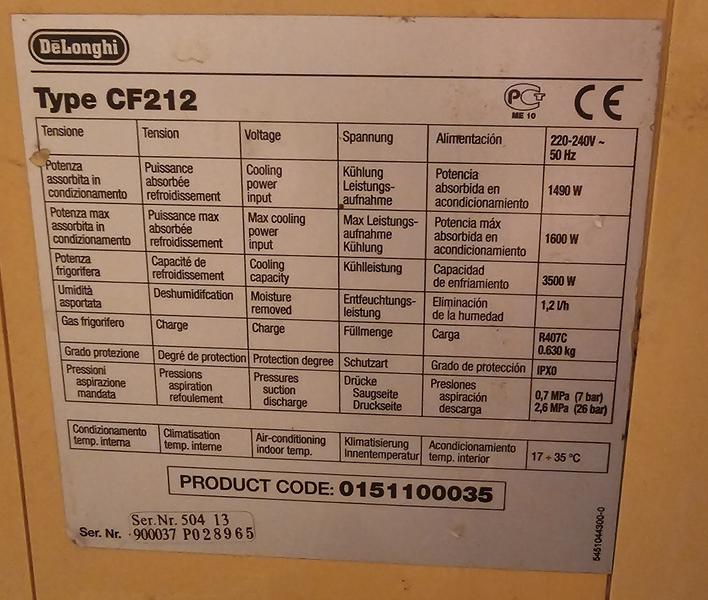 DeLonghi
Type CF212
ME 10
CE
Tensione Tension Voltage Spannung Alimentación 220-240V ~ 50 Hz
Potenza assorbita in condizionamento Puissance absorbée refroidissement Cooling power input Kühlung Leistungs-aufnahme Potencia absorbida en acondicionamiento 1490 W
Potenza max assorbita in condizionamento Puissance max absorbée refroidissement Max cooling power input Max Leistungs-aufnahme Kühlung Potencia máx absorbida en acondicionamiento 1600 W
Potenza frigorifera Capacité de refroidissement Cooling capacity Kühlleistung Capacidad de enfriamiento 3500 W
Umidità asportata Deshumidifcation Moisture removed Entfeuchtungs-leistung Eliminación de la humedad 1,2 l/h
Gas frigorifero Charge Charge Füllmenge Carga R407C 0.630 kg
Grado protezione Degré de protection Protection degree Schutzart Grado de protección IPX0
Pressioni aspirazione mandata Pressions aspiration refoulement Pressures suction discharge Drücke Saugseite Druckseite Presiones aspiración descarga 0,7 MPa (7 bar) 2,6 MPa (26 bar)
Condizionamento temp. interna Climatisation temp. interne Air-conditioning indoor temp. Klimatisierung Innentemperatur Acondicionamiento temp. interior 17 ÷ 35 °C
PRODUCT CODE: 0151100035
Ser.Nr. 504 13
Ser. Nr. 900037 P028965
5451044300-0